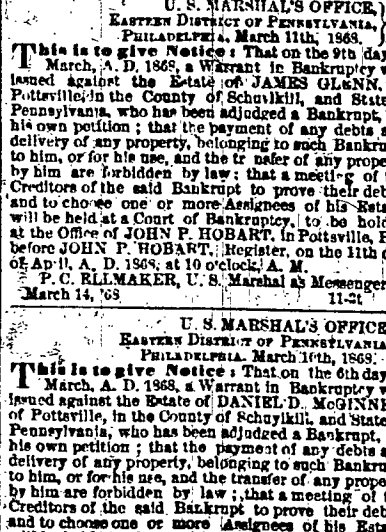 U. S. MARSHAL'S OFFICE,
EASTERN DISTRICT OF PENNSYLVANIA,
PHILADELPHIA, March 11th, 1868.
This is to give Notice: That on the 9th day
March, A. D. 1868, a Warrant in Bankruptcy w
issued against the Estate of JAMES GLENN,
Pottsville, in the County of Schuylkill, and State
Pennsylvania, who has been adjudged a Bankrupt,
his own petition; that the payment of any debts a
delivery of any property, belonging to such Bankru
to him, or for his use, and the tr nsfer of any prope
by him are forbidden by law; that a meeting of
Creditors of the said Bankrupt to prove their deb
and to choose one or more Assignees of his Esta
will be held at a Court of Bankruptcy, to be hold
at the Office of JOHN P. HOBART, in Pottsville, P
before JOHN P. HOBART, Register, on the 11th d
of April, A. D. 1868, at 10 o'clock, A. M.
P. C. ELLMAKER, U. S. Marshal as Messenger
March 14, '68 11-3t
U. S. MARSHAL'S OFFICE
EASTERN DISTRICT OF PENNSYLVANIA
PHILADELPHIA, March 10th, 1868.
This is to give Notice: That on the 6th day
March, A. D. 1868, a Warrant in Bankruptcy w
issued against the Estate of DANIEL D. McGINNE
of Pottsville, in the County of Schuylkill, and State
Pennsylvania, who has been adjudged a Bankrupt,
his own petition; that the payment of any debts a
delivery of any property, belonging to such Bankru
to him, or for his use, and the transfer of any prope
by him are forbidden by law; that a meeting of t
Creditors of the said Bankrupt to prove their deb
and to choose one or more Assignees of his Esta